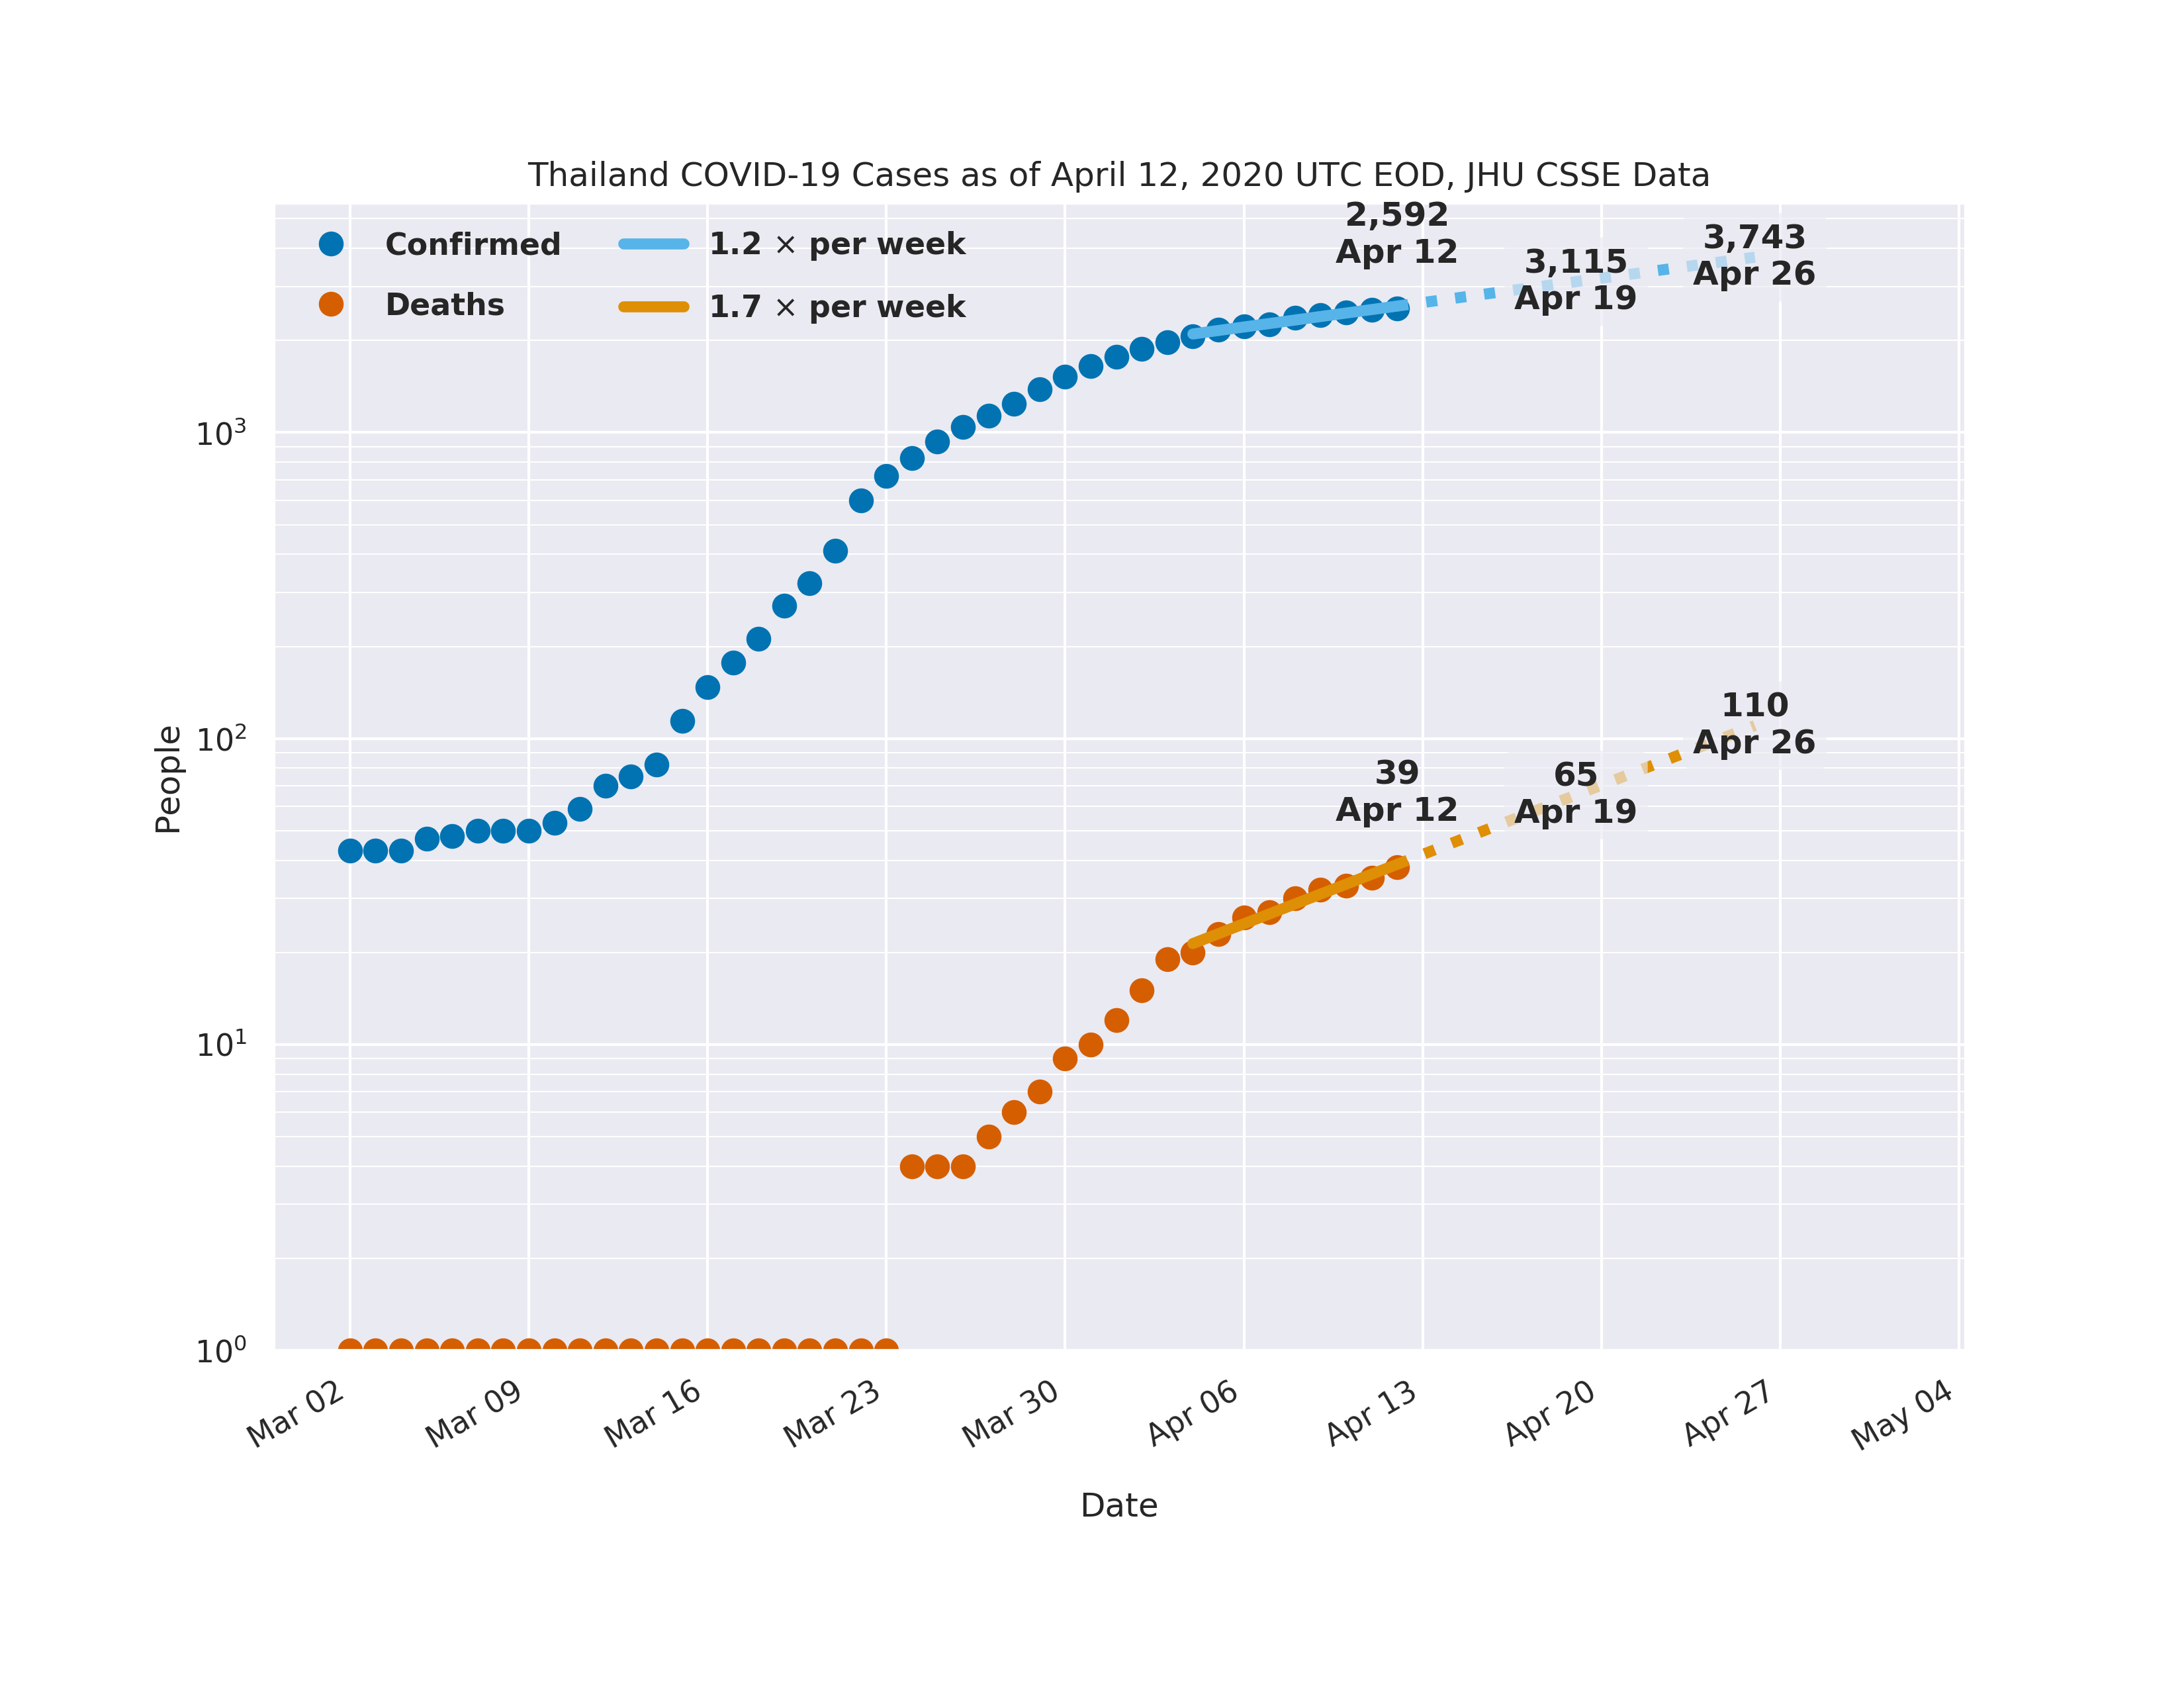 Thailand COVID-19 Cases as of April 12, 2020 UTC EOD, JHU CSSE Data
Confirmed
Deaths
1.2 × per week
1.7 × per week
2,592
Apr 12
3,115
Apr 19
3,743
Apr 26
39
Apr 12
65
Apr 19
110
Apr 26
People
10³
10²
10¹
10⁰
Mar 02
Mar 09
Mar 16
Mar 23
Mar 30
Apr 06
Apr 13
Apr 20
Apr 27
May 04
Date